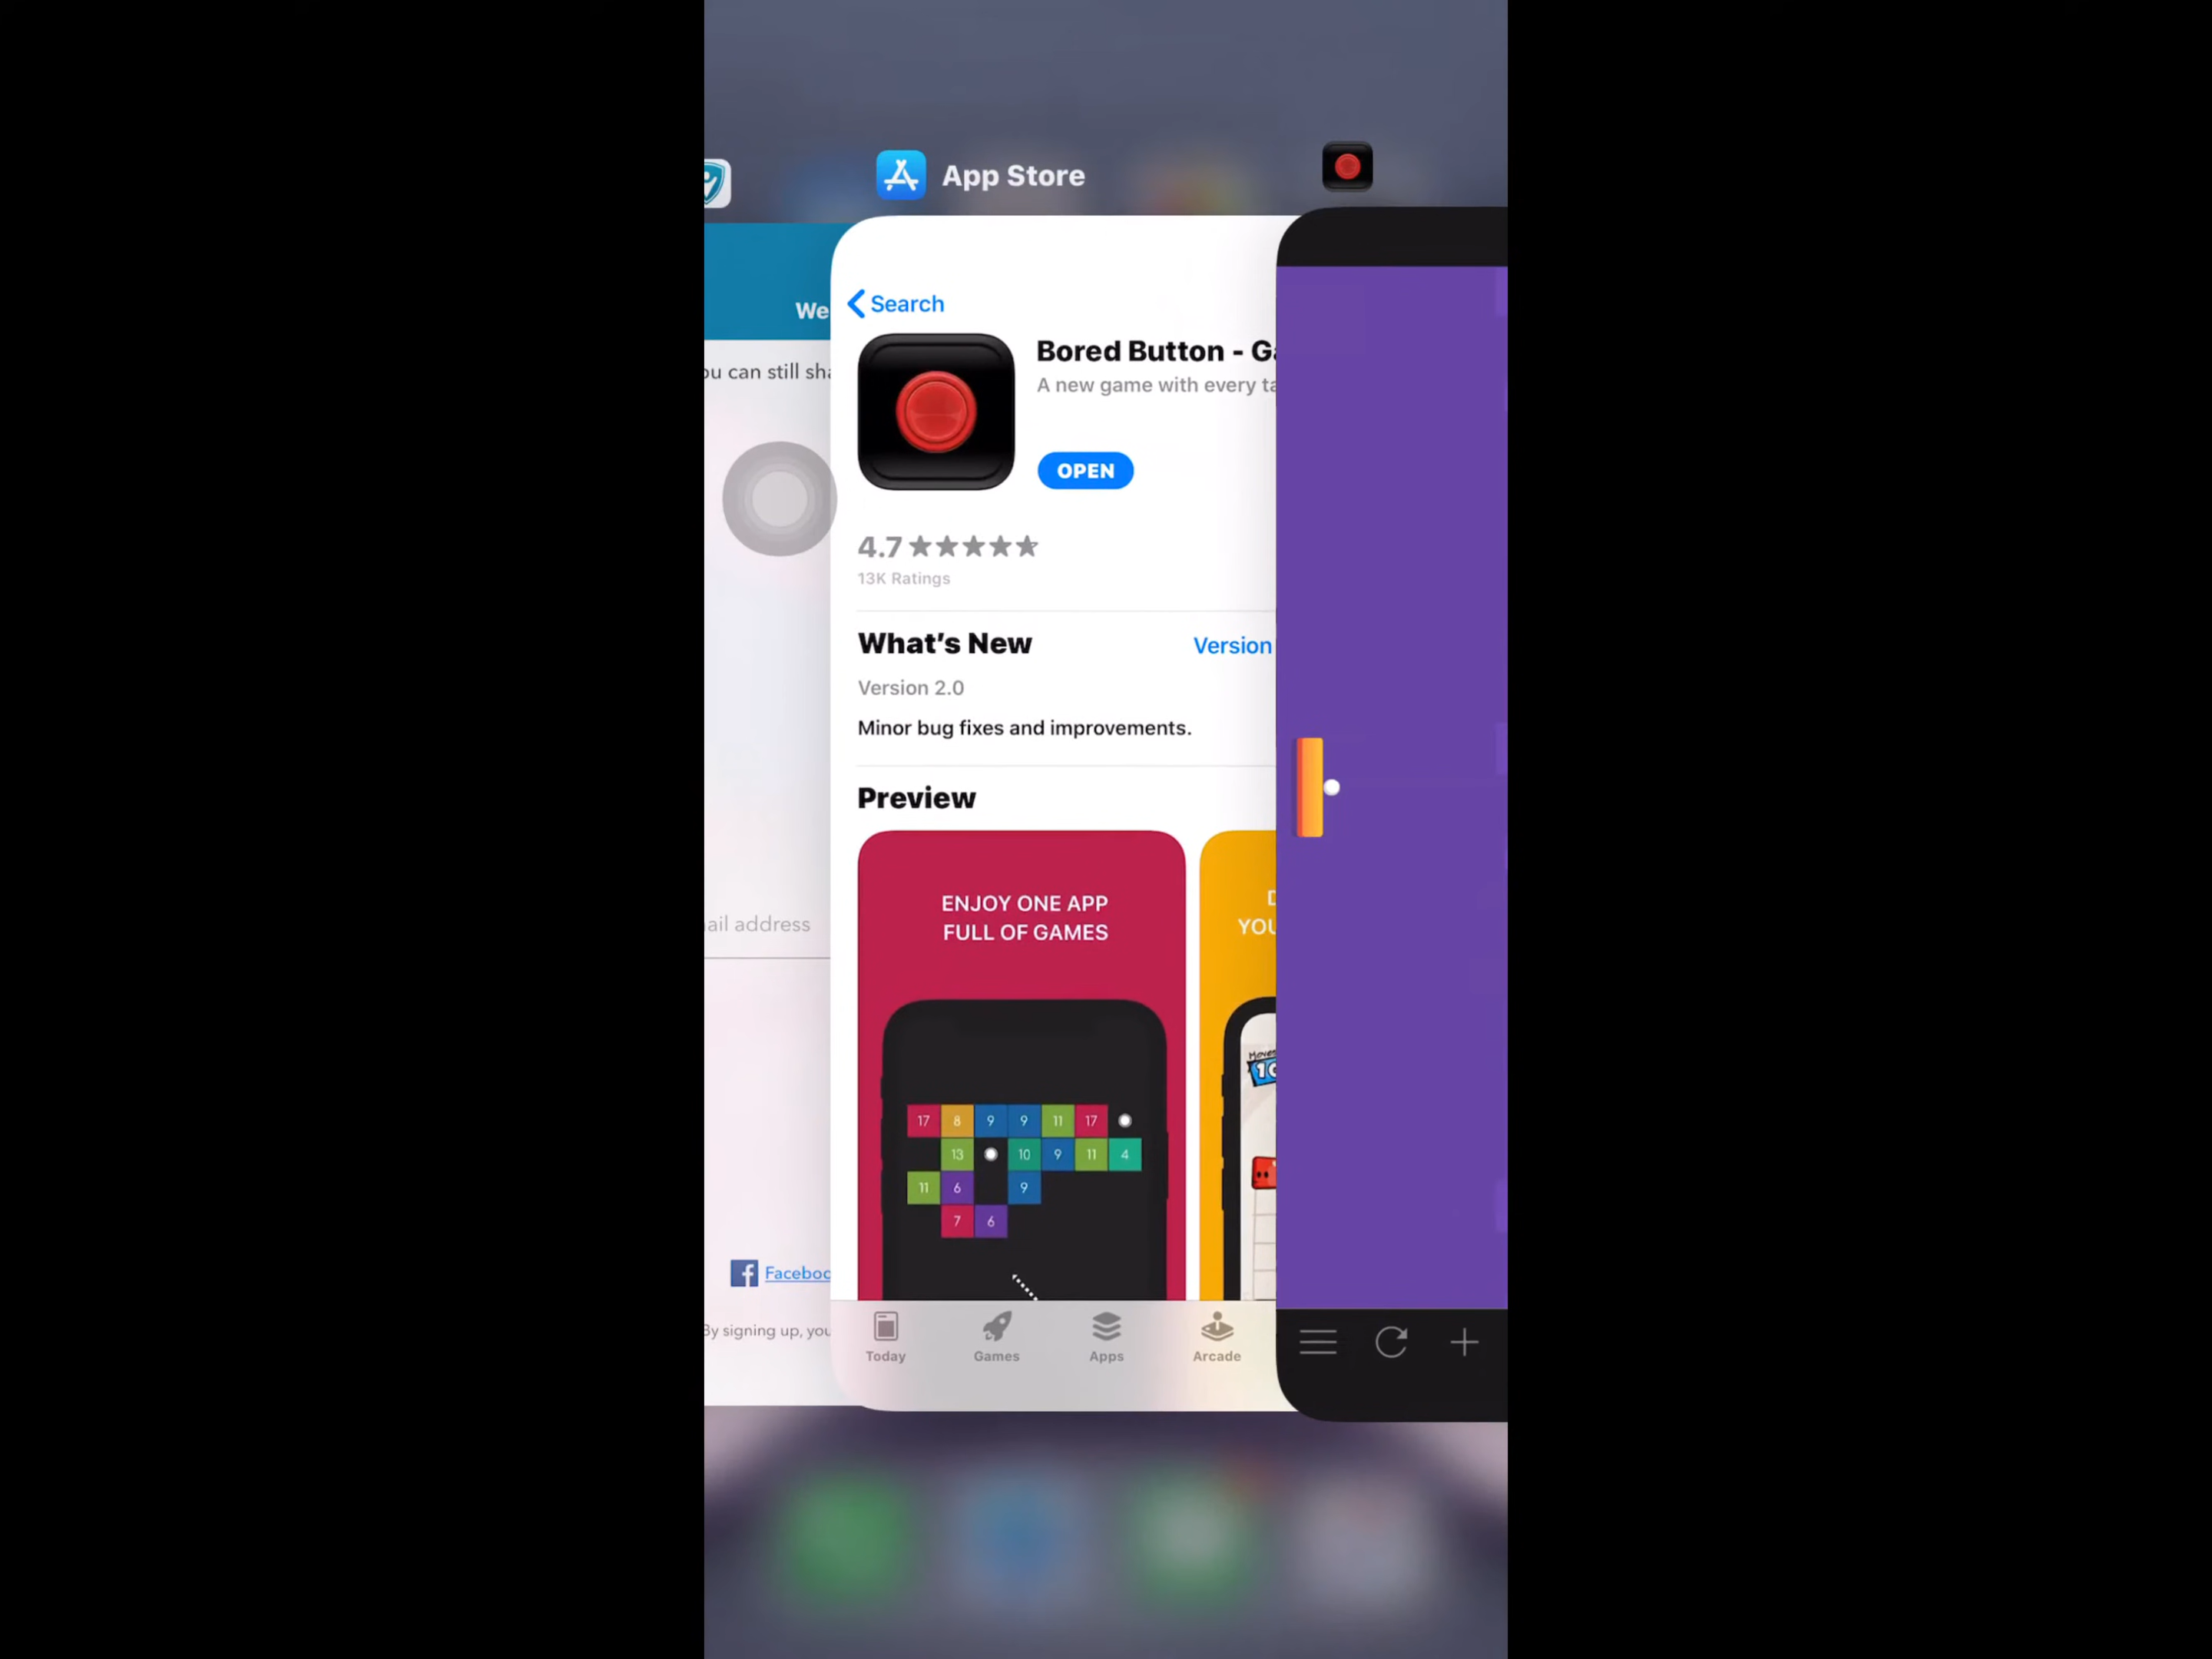 App Store
We
ou can still sha
Search
Bored Button - Ga
A new game with every ta
OPEN
4.7
13K Ratings
What's New
Version
Version 2.0
Minor bug fixes and improvements.
Preview
ENJOY ONE APP
FULL OF GAMES
YOU
ail address
17 8 9 9 11 17
13 10 9 11 4
11 6 9
7 6
Faceboo
By signing up, you
Today Games Apps Arcade